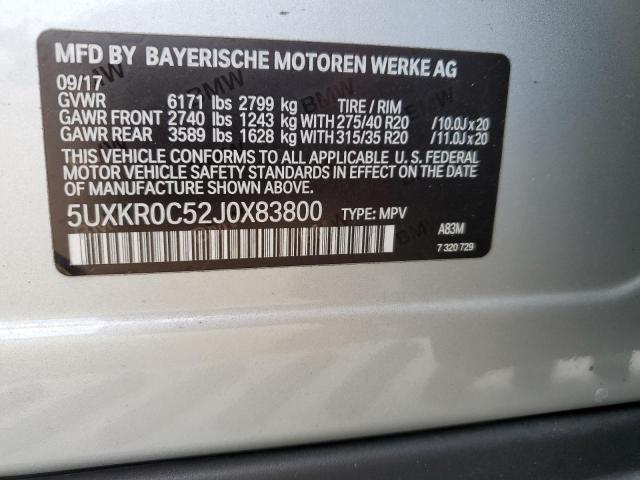 MFD BY BAYERISCHE MOTOREN WERKE AG
09/17
GVWR 6171 lbs 2799 kg TIRE / RIM
GAWR FRONT 2740 lbs 1243 kg WITH 275/40 R20 /10.0J x 20
GAWR REAR 3589 lbs 1628 kg WITH 315/35 R20 /11.0J x 20
THIS VEHICLE CONFORMS TO ALL APPLICABLE U. S. FEDERAL
MOTOR VEHICLE SAFETY STANDARDS IN EFFECT ON THE DATE OF
MANUFACTURE SHOWN ABOVE.
5UXKR0C52J0X83800 TYPE: MPV
A83M
7 320 729